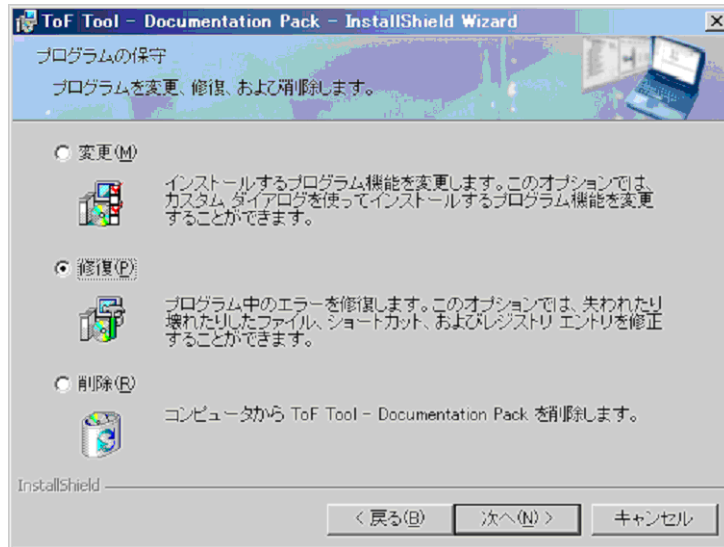 ToF Tool - Documentation Pack - InstallShield Wizard
プログラムの保守
プログラムを変更、修復、および削除します。
変更(M)
インストールするプログラム機能を変更します。このオプションでは、
カスタム ダイアログを使ってインストールするプログラム機能を変更
することができます。
修復(P)
プログラム中のエラーを修復します。このオプションでは、失われたり
壊れたりしたファイル、ショートカット、およびレジストリ エントリを修正
することができます。
削除(R)
コンピュータから ToF Tool - Documentation Pack を削除します。
InstallShield
< 戻る(B)
次へ(N) >
キャンセル